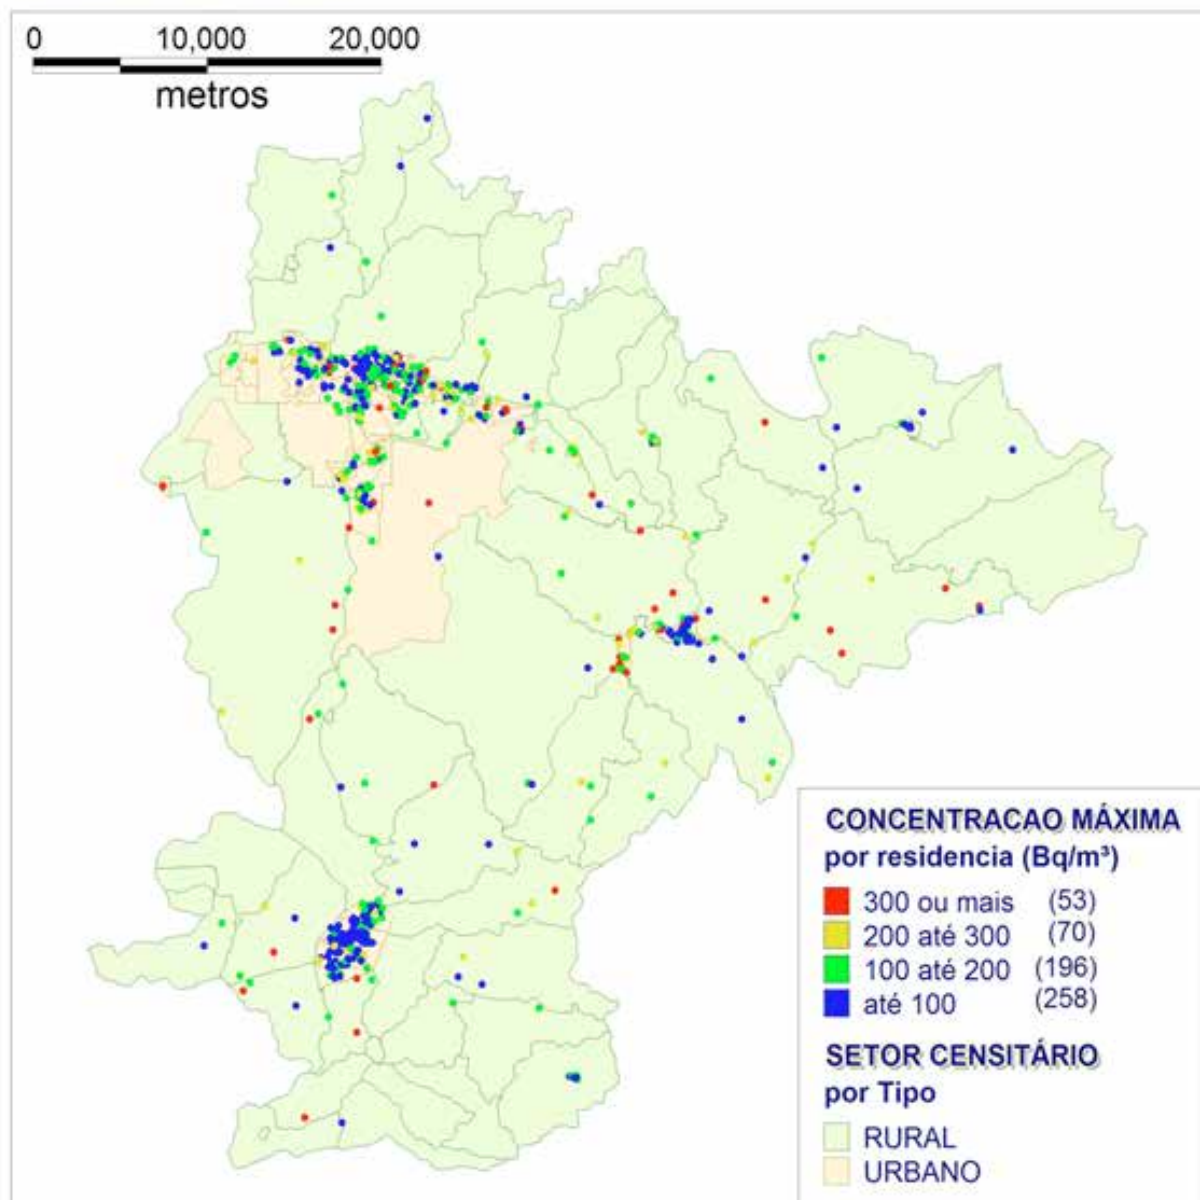 0 10,000 20,000
metros
CONCENTRACAO MÁXIMA
por residencia (Bq/m³)
300 ou mais (53)
200 até 300 (70)
100 até 200 (196)
até 100 (258)
SETOR CENSITÁRIO
por Tipo
RURAL
URBANO